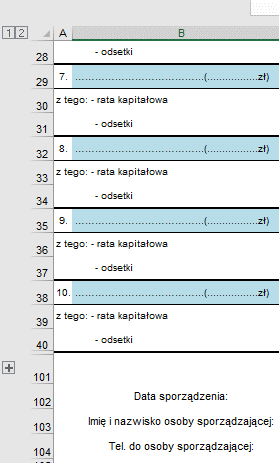 1 2 A B
28 - odsetki
29 7. ........................................(................zł)
30 z tego: - rata kapitałowa
31 - odsetki
32 8. ........................................(................zł)
33 z tego: - rata kapitałowa
34 - odsetki
35 9. ........................................(................zł)
36 z tego: - rata kapitałowa
37 - odsetki
38 10. ........................................(................zł)
39 z tego: - rata kapitałowa
40 - odsetki
101
102 Data sporządzenia:
103 Imię i nazwisko osoby sporządzającej:
104 Tel. do osoby sporządzającej: